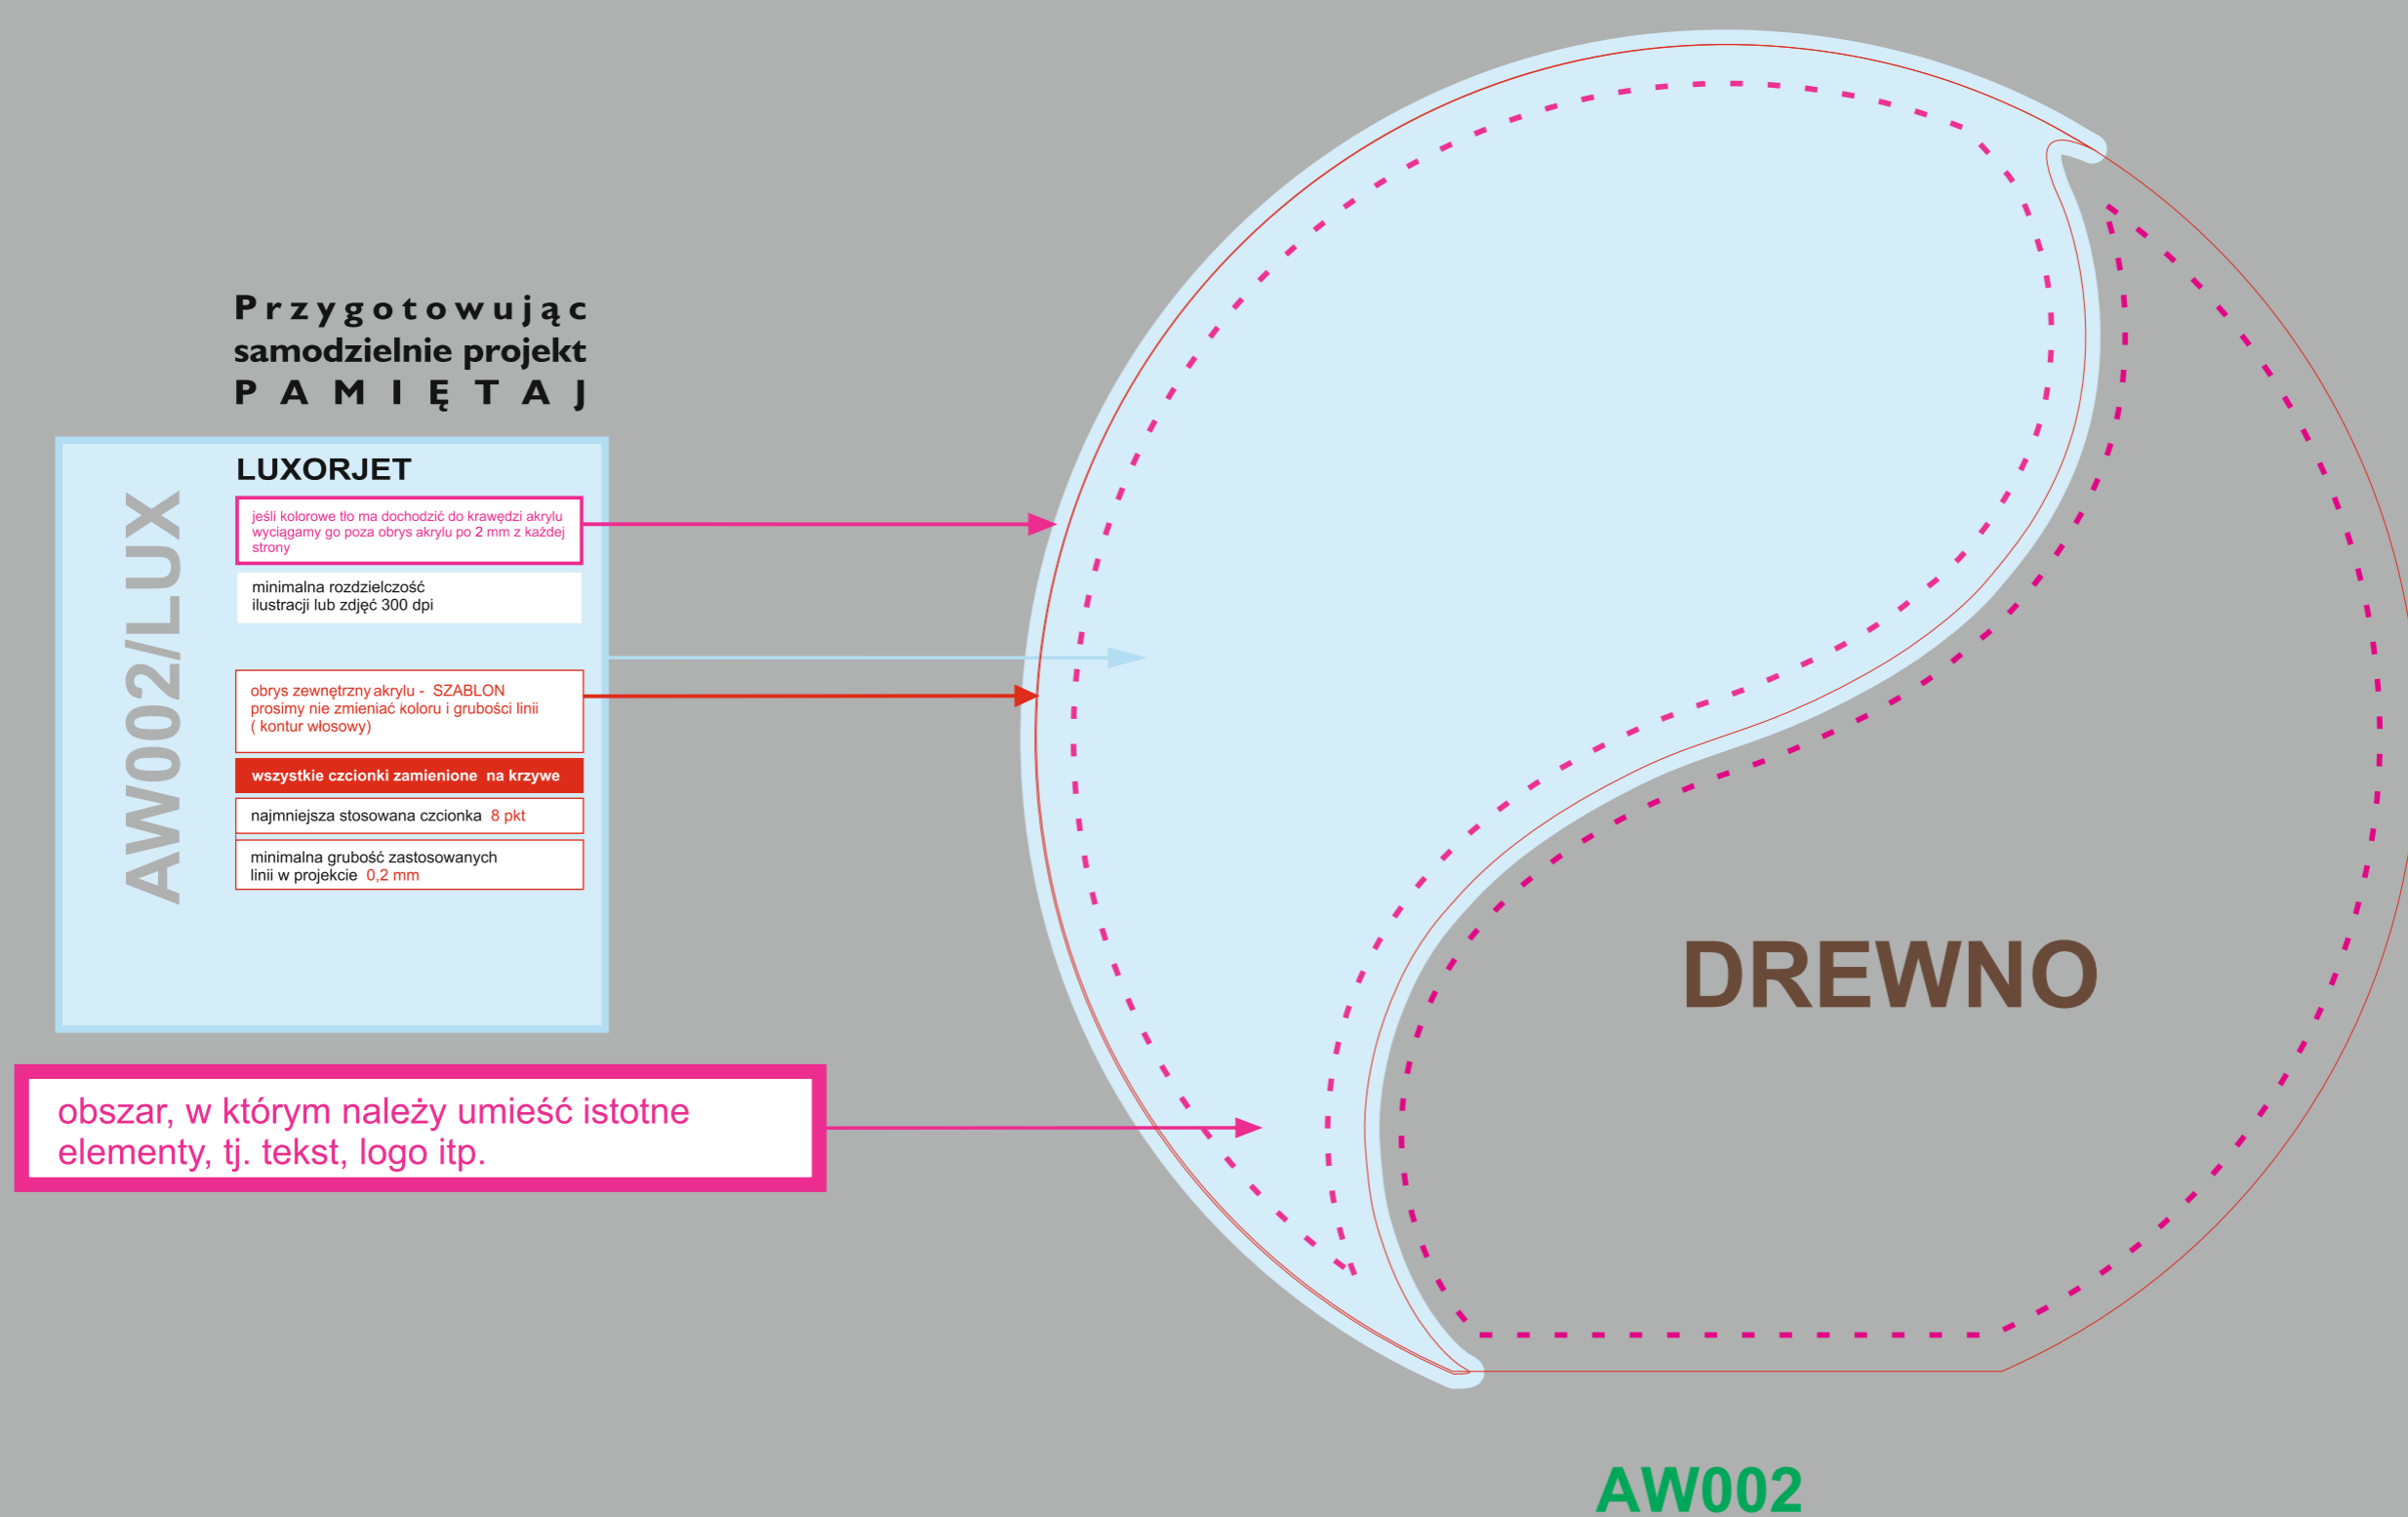 Przygotowując
samodzielnie projekt
PAMIĘTAJ
AW002/LUX
LUXORJET
jeśli kolorowe tło ma dochodzić do krawędzi akrylu
wyciągamy go poza obrys akrylu po 2 mm z każdej
strony
minimalna rozdzielczość
ilustracji lub zdjęć 300 dpi
obrys zewnętrzny akrylu - SZABLON
prosimy nie zmieniać koloru i grubości linii
( kontur włosowy)
wszystkie czcionki zamienione na krzywe
najmniejsza stosowana czcionka 8 pkt
minimalna grubość zastosowanych
linii w projekcie 0,2 mm
obszar, w którym należy umieść istotne
elementy, tj. tekst, logo itp.
DREWNO
AW002